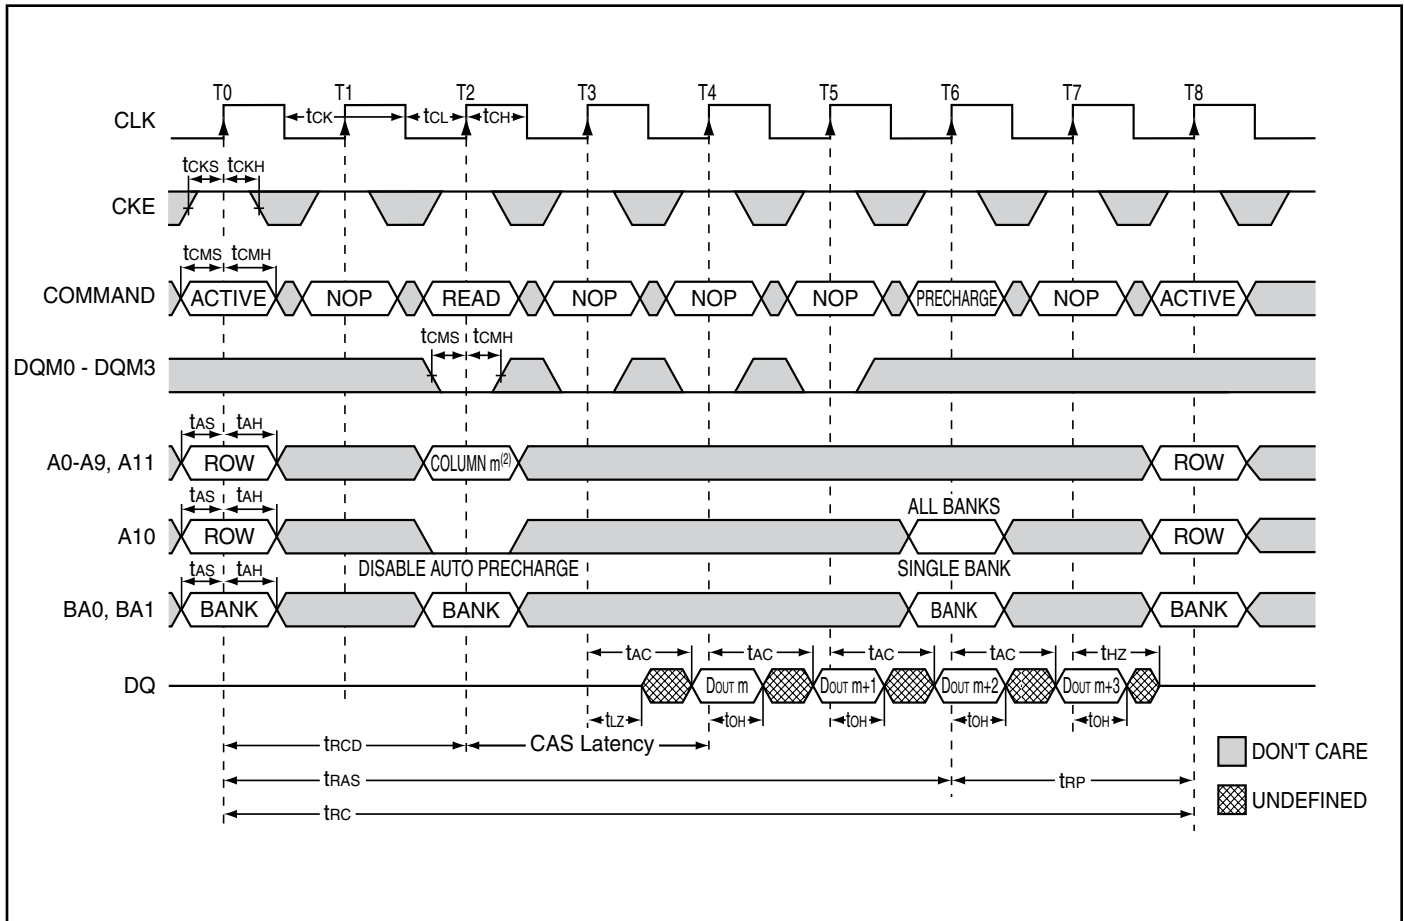 T0 T1 T2 T3 T4 T5 T6 T7 T8
CLK tCK tCL tCH
tCKS tCKH
CKE
tCMS tCMH
COMMAND ACTIVE NOP READ NOP NOP NOP PRECHARGE NOP ACTIVE
tCMS tCMH
DQM0 - DQM3
tAS tAH
A0-A9, A11 ROW COLUMN m(2) ROW
tAS tAH ALL BANKS
A10 ROW ROW
DISABLE AUTO PRECHARGE SINGLE BANK
tAS tAH
BA0, BA1 BANK BANK BANK BANK
tAC tAC tAC tAC tHZ
DQ DOUT m DOUT m+1 DOUT m+2 DOUT m+3
tLZ tOH tOH tOH tOH
tRCD CAS Latency
DON'T CARE
tRAS tRP
UNDEFINED
tRC